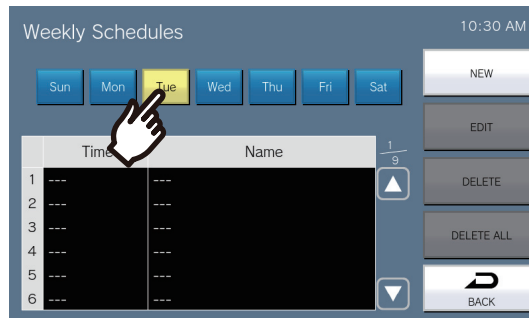 Weekly Schedules
10:30 AM
Sun Mon Tue Wed Thu Fri Sat
NEW
EDIT
DELETE
DELETE ALL
BACK
Time Name
1/9
1 --- ---
2 --- ---
3 --- ---
4 --- ---
5 --- ---
6 --- ---